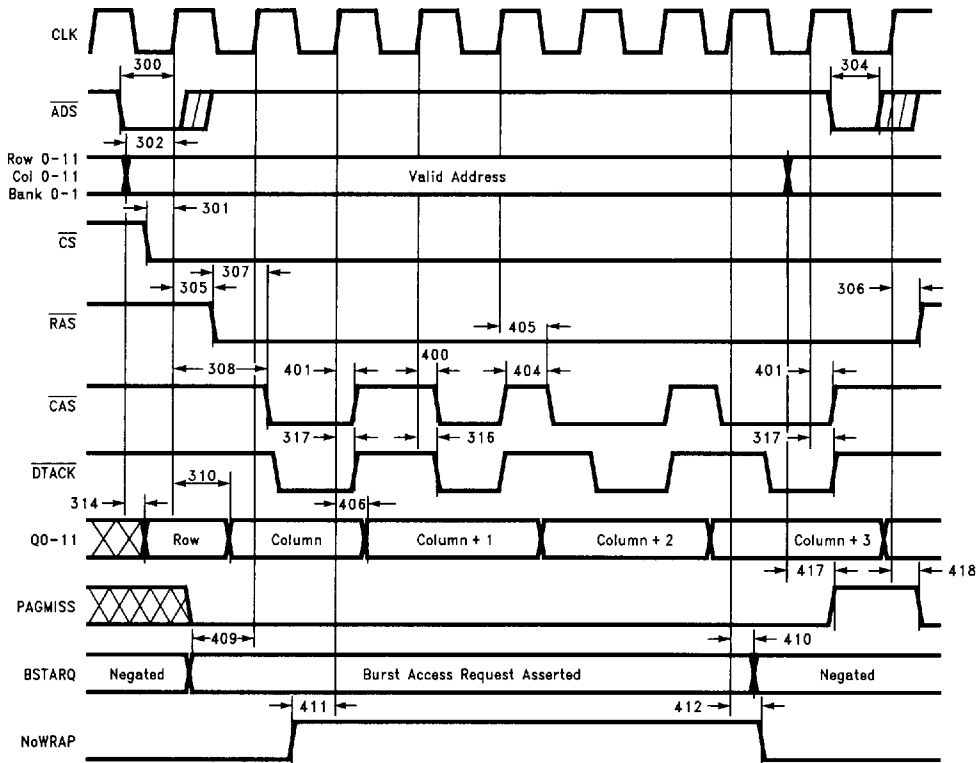 CLK
300
304
ADS
302
Row 0-11
Col 0-11
Bank 0-1
Valid Address
301
CS
307
305
306
RAS
405
400
308
401
404
401
CAS
317
316
317
DTACK
310
314
406
Q0-11
Row
Column
Column + 1
Column + 2
Column + 3
417
418
PAGMISS
409
410
BSTARQ
Negated
Burst Access Request Asserted
Negated
411
412
NoWRAP